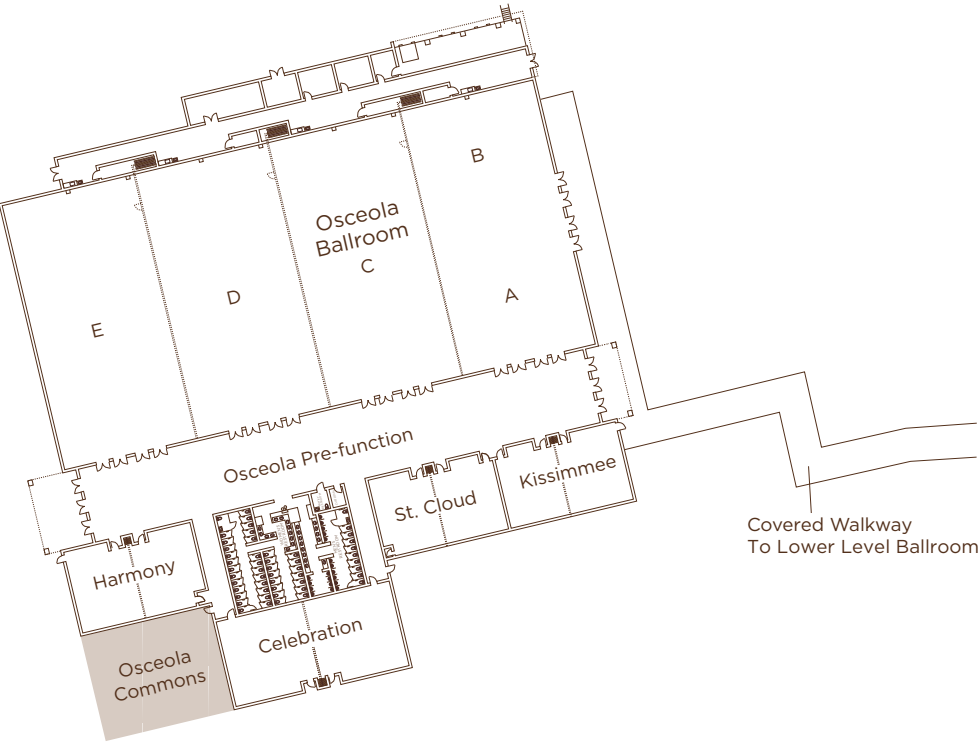 B
Osceola
Ballroom
C
D
A
E
Osceola Pre-function
Kissimmee
St. Cloud
Covered Walkway
To Lower Level Ballroom
Harmony
Celebration
Osceola
Commons